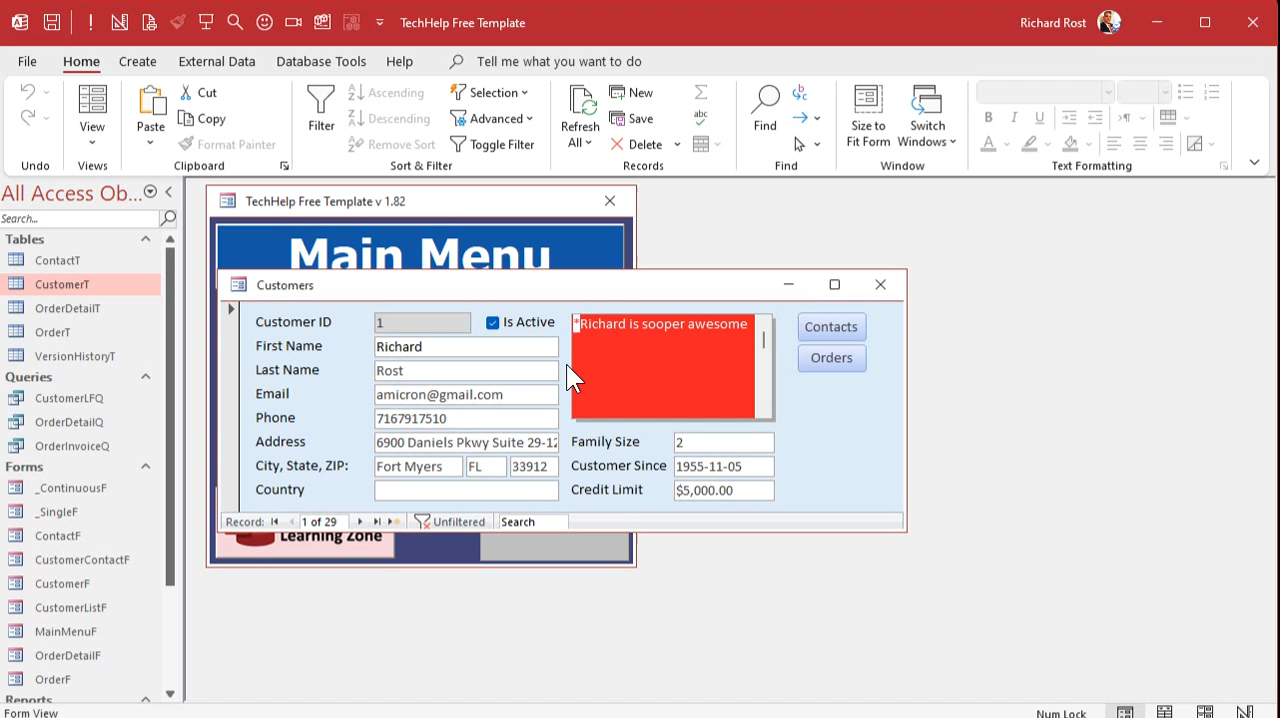 TechHelp Free Template
Richard Rost
File Home Create External Data Database Tools Help Tell me what you want to do
Undo
View
Views
Paste
Cut
Copy
Format Painter
Clipboard
Filter
Ascending
Descending
Remove Sort
Selection
Advanced
Toggle Filter
Sort & Filter
Refresh
All
New
Save
Delete
Records
Find
Find
Size to
Fit Form
Switch
Windows
Window
B I U
A
Text Formatting
All Access Ob...
Search...
Tables
ContactT
CustomerT
OrderDetailT
OrderT
VersionHistoryT
Queries
CustomerLFQ
OrderDetailQ
OrderInvoiceQ
Forms
_ContinuousF
_SingleF
ContactF
CustomerContactF
CustomerF
CustomerListF
MainMenuF
OrderDetailF
OrderF
Reports
TechHelp Free Template v 1.82
Main Menu
Customers
Customer ID 1 Is Active
First Name Richard
Last Name Rost
Email amicron@gmail.com
Phone 7167917510
Address 6900 Daniels Pkwy Suite 29-12
City, State, ZIP: Fort Myers FL 33912
Country
*Richard is sooper awesome
Family Size 2
Customer Since 1955-11-05
Credit Limit $5,000.00
Contacts
Orders
Record: 1 of 29 Unfiltered Search
Learning Zone
Form View
Num Lock